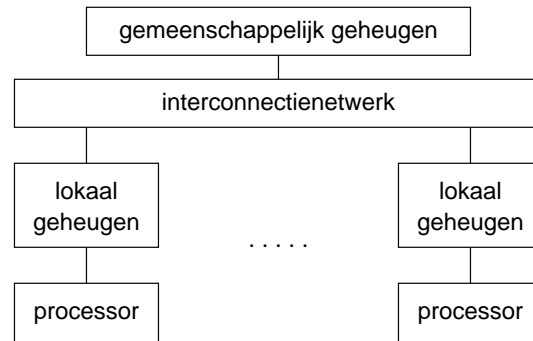 gemeenschappelijk geheugen
interconnectienetwerk
lokaal
geheugen
lokaal
geheugen
. . . . .
processor
processor